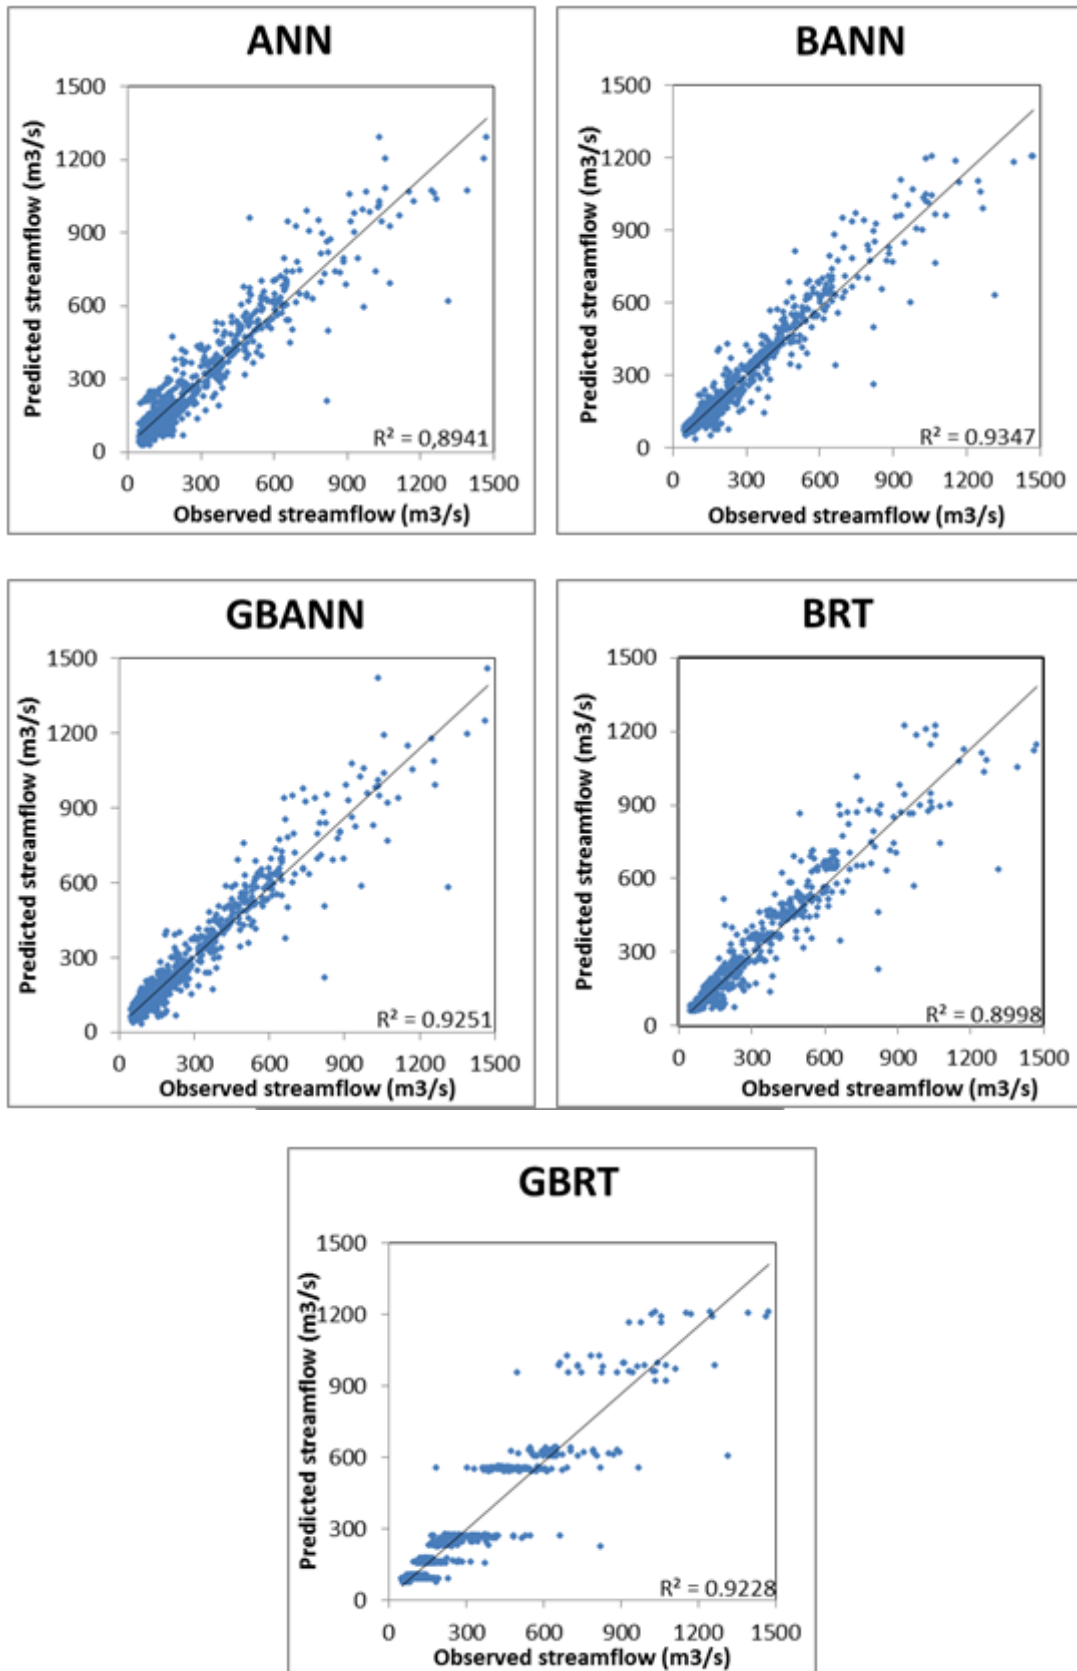 ANN
Predicted streamflow (m3/s)
1500
1200
900
600
300
0
R² = 0,8941
0 300 600 900 1200 1500
Observed streamflow (m3/s)
BANN
Predicted streamflow (m3/s)
1500
1200
900
600
300
0
R² = 0.9347
0 300 600 900 1200 1500
Observed streamflow (m3/s)
GBANN
Predicted streamflow (m3/s)
1500
1200
900
600
300
0
R² = 0.9251
0 300 600 900 1200 1500
Observed streamflow (m3/s)
BRT
Predicted streamflow (m3/s)
1500
1200
900
600
300
0
R² = 0.8998
0 300 600 900 1200 1500
Observed streamflow (m3/s)
GBRT
Predicted streamflow (m3/s)
1500
1200
900
600
300
0
R² = 0.9228
0 300 600 900 1200 1500
Observed streamflow (m3/s)